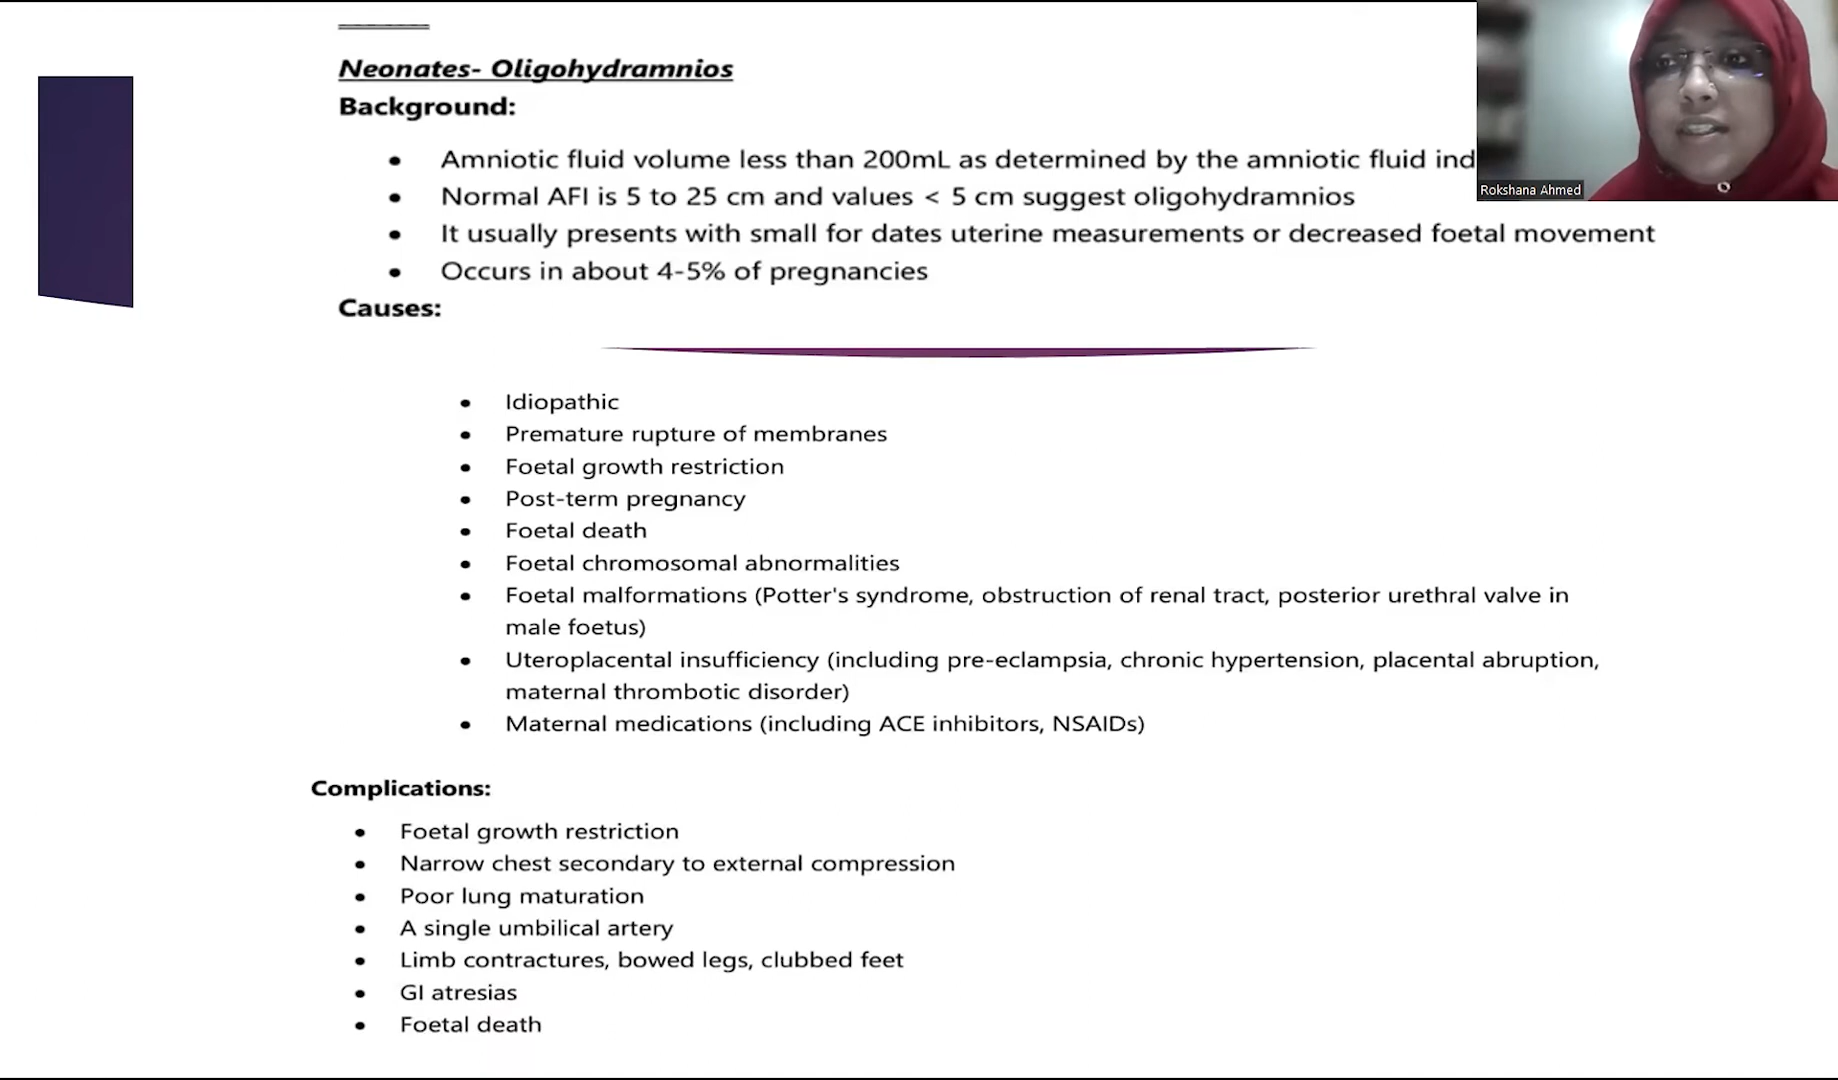 Neonates- Oligohydramnios
Background:
• Amniotic fluid volume less than 200mL as determined by the amniotic fluid ind
Rokshana Ahmed
• Normal AFI is 5 to 25 cm and values < 5 cm suggest oligohydramnios
• It usually presents with small for dates uterine measurements or decreased foetal movement
• Occurs in about 4-5% of pregnancies
Causes:
• Idiopathic
• Premature rupture of membranes
• Foetal growth restriction
• Post-term pregnancy
• Foetal death
• Foetal chromosomal abnormalities
• Foetal malformations (Potter's syndrome, obstruction of renal tract, posterior urethral valve in
male foetus)
• Uteroplacental insufficiency (including pre-eclampsia, chronic hypertension, placental abruption,
maternal thrombotic disorder)
• Maternal medications (including ACE inhibitors, NSAIDs)
Complications:
• Foetal growth restriction
• Narrow chest secondary to external compression
• Poor lung maturation
• A single umbilical artery
• Limb contractures, bowed legs, clubbed feet
• GI atresias
• Foetal death